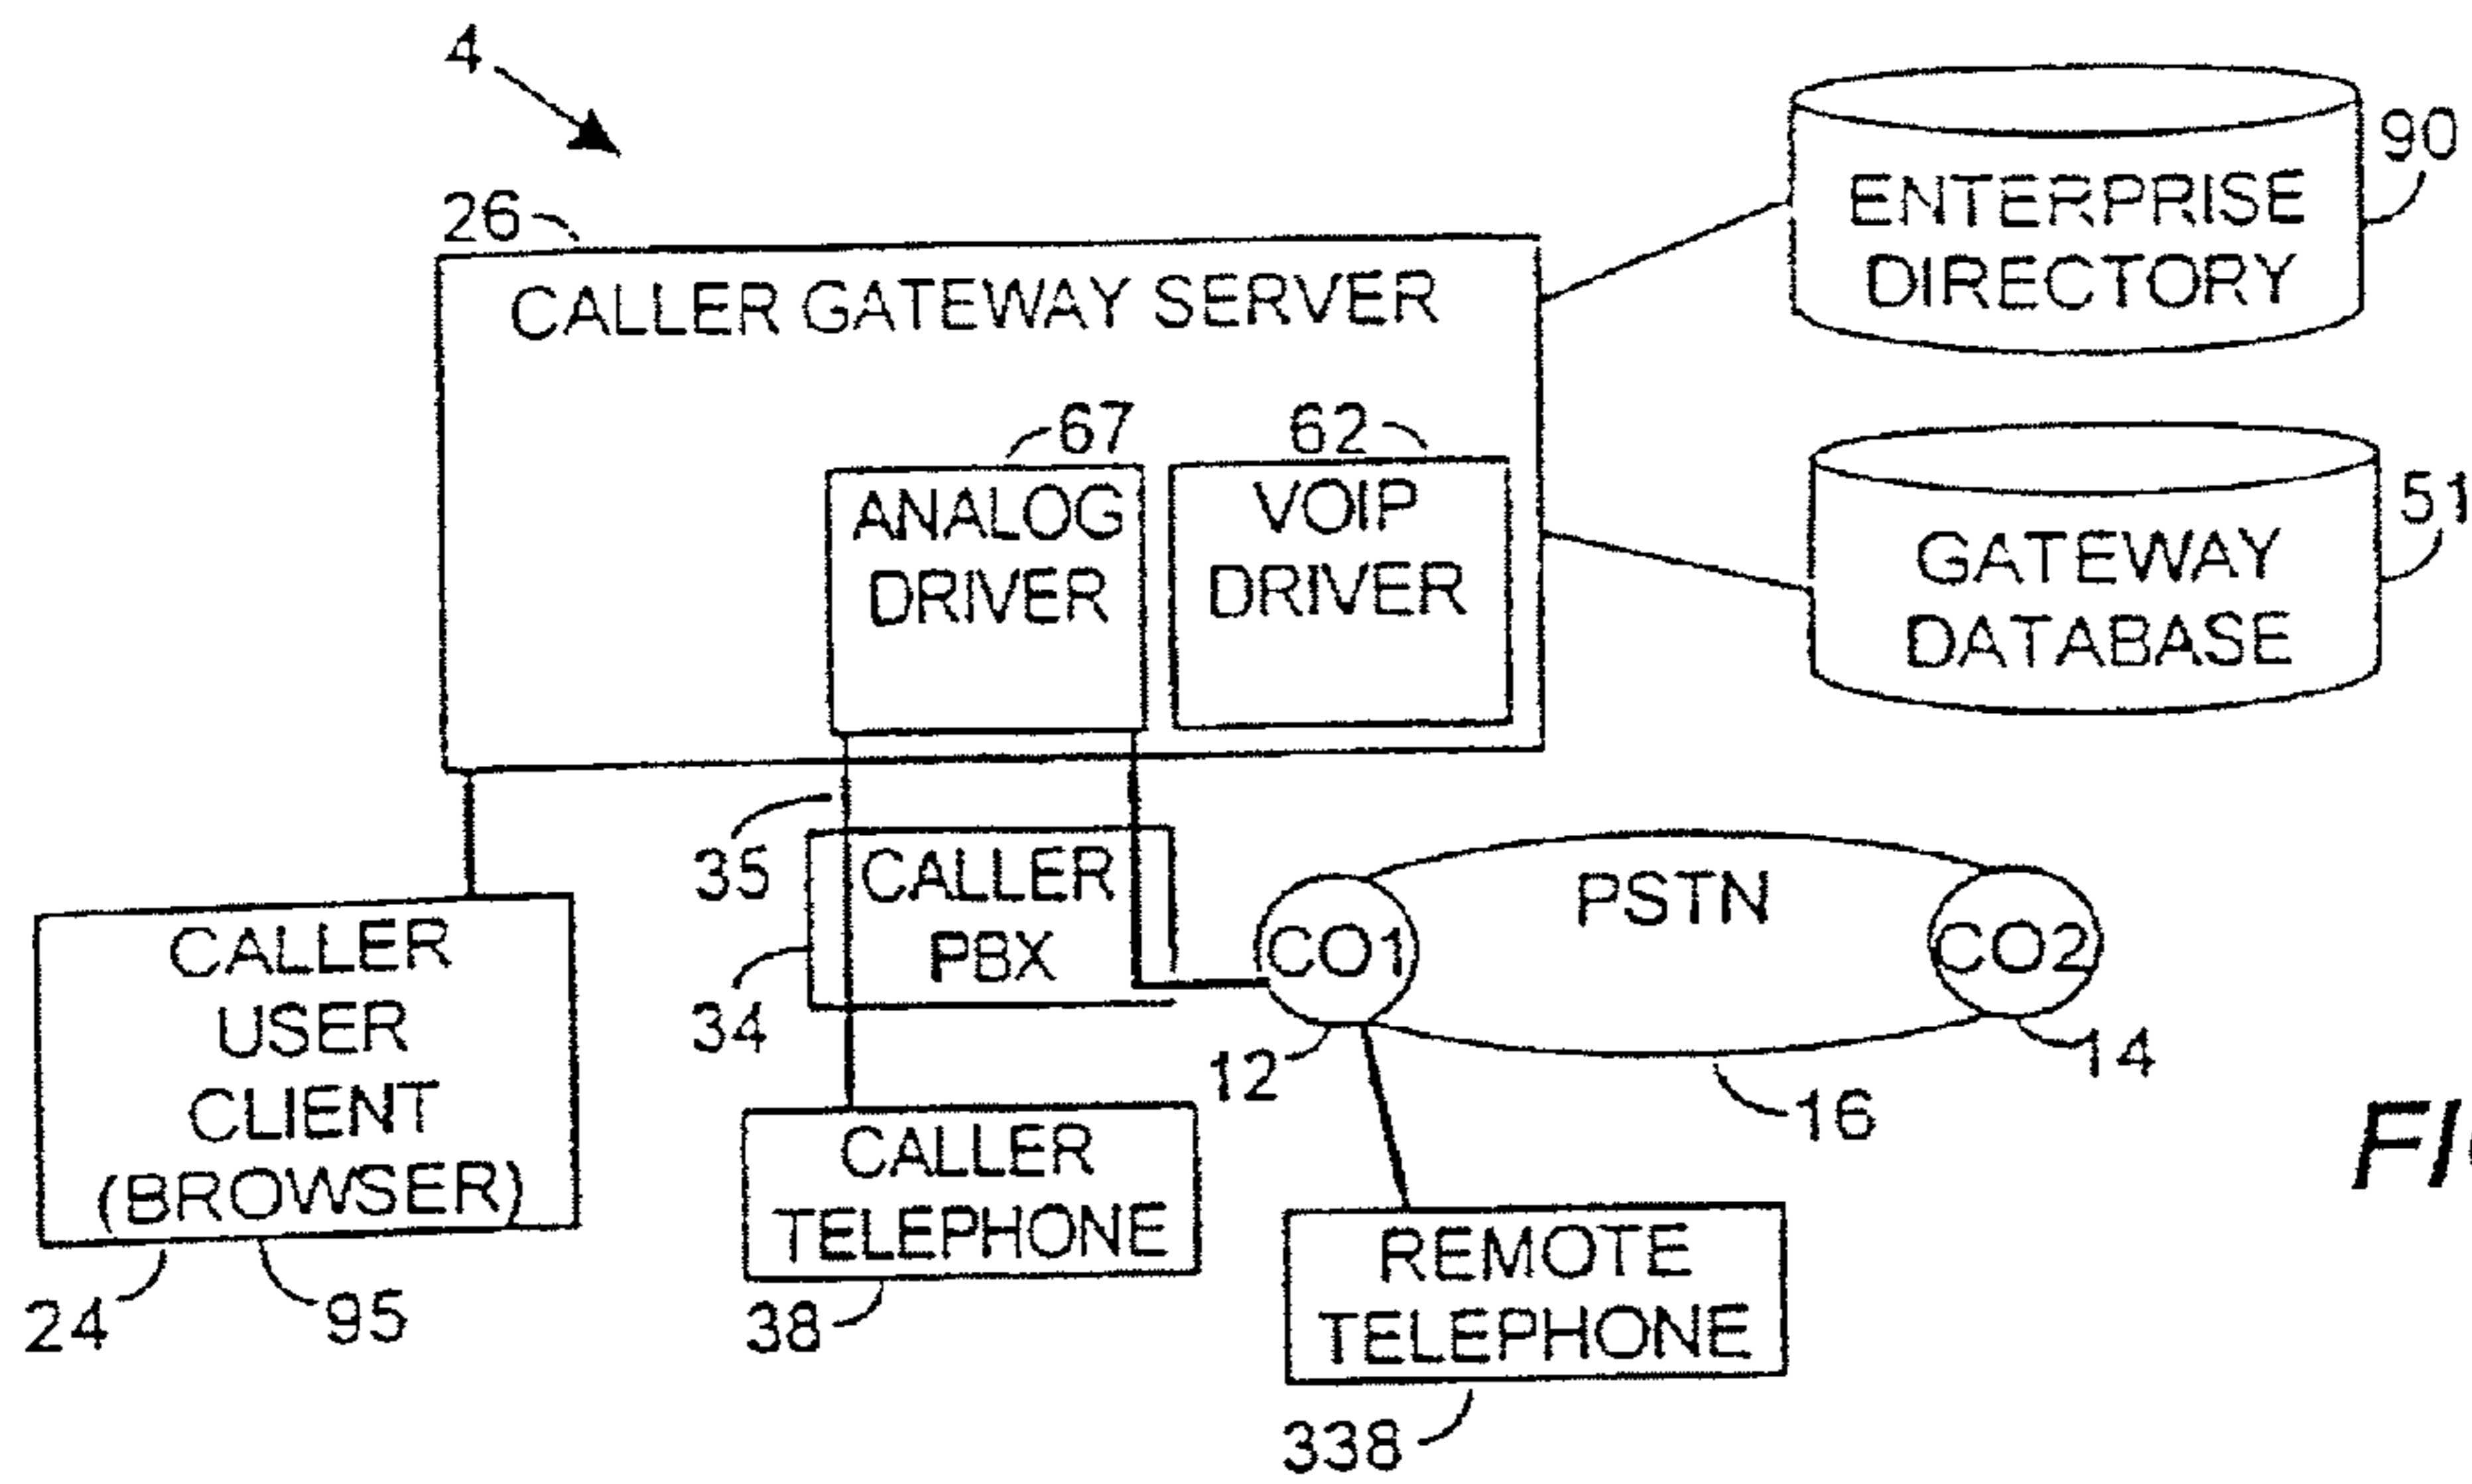 4
26
CALLER GATEWAY SERVER
ENTERPRISE
DIRECTORY
90
67
62
ANALOG
DRIVER
VOIP
DRIVER
GATEWAY
DATABASE
51
35
CALLER
PBX
34
CALLER
USER
CLIENT
(BROWSER)
24
95
CO1
PSTN
CO2
12
14
16
CALLER
TELEPHONE
38
REMOTE
TELEPHONE
338